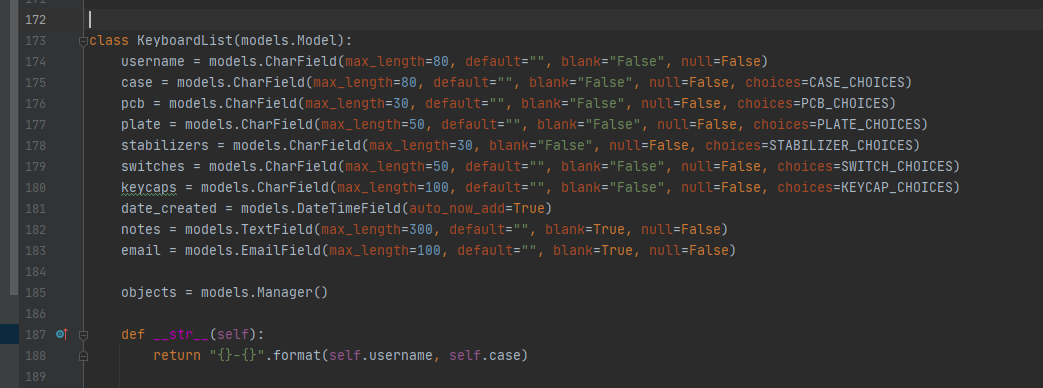 172
173 class KeyboardList(models.Model):
174     username = models.CharField(max_length=80, default="", blank="False", null=False)
175     case = models.CharField(max_length=80, default="", blank="False", null=False, choices=CASE_CHOICES)
176     pcb = models.CharField(max_length=30, default="", blank="False", null=False, choices=PCB_CHOICES)
177     plate = models.CharField(max_length=50, default="", blank="False", null=False, choices=PLATE_CHOICES)
178     stabilizers = models.CharField(max_length=30, blank="False", null=False, choices=STABILIZER_CHOICES)
179     switches = models.CharField(max_length=50, default="", blank="False", null=False, choices=SWITCH_CHOICES)
180     keycaps = models.CharField(max_length=100, default="", blank="False", null=False, choices=KEYCAP_CHOICES)
181     date_created = models.DateTimeField(auto_now_add=True)
182     notes = models.TextField(max_length=300, default="", blank=True, null=False)
183     email = models.EmailField(max_length=100, default="", blank=True, null=False)
184
185     objects = models.Manager()
186
187     def __str__(self):
188         return "{}-{}".format(self.username, self.case)
189